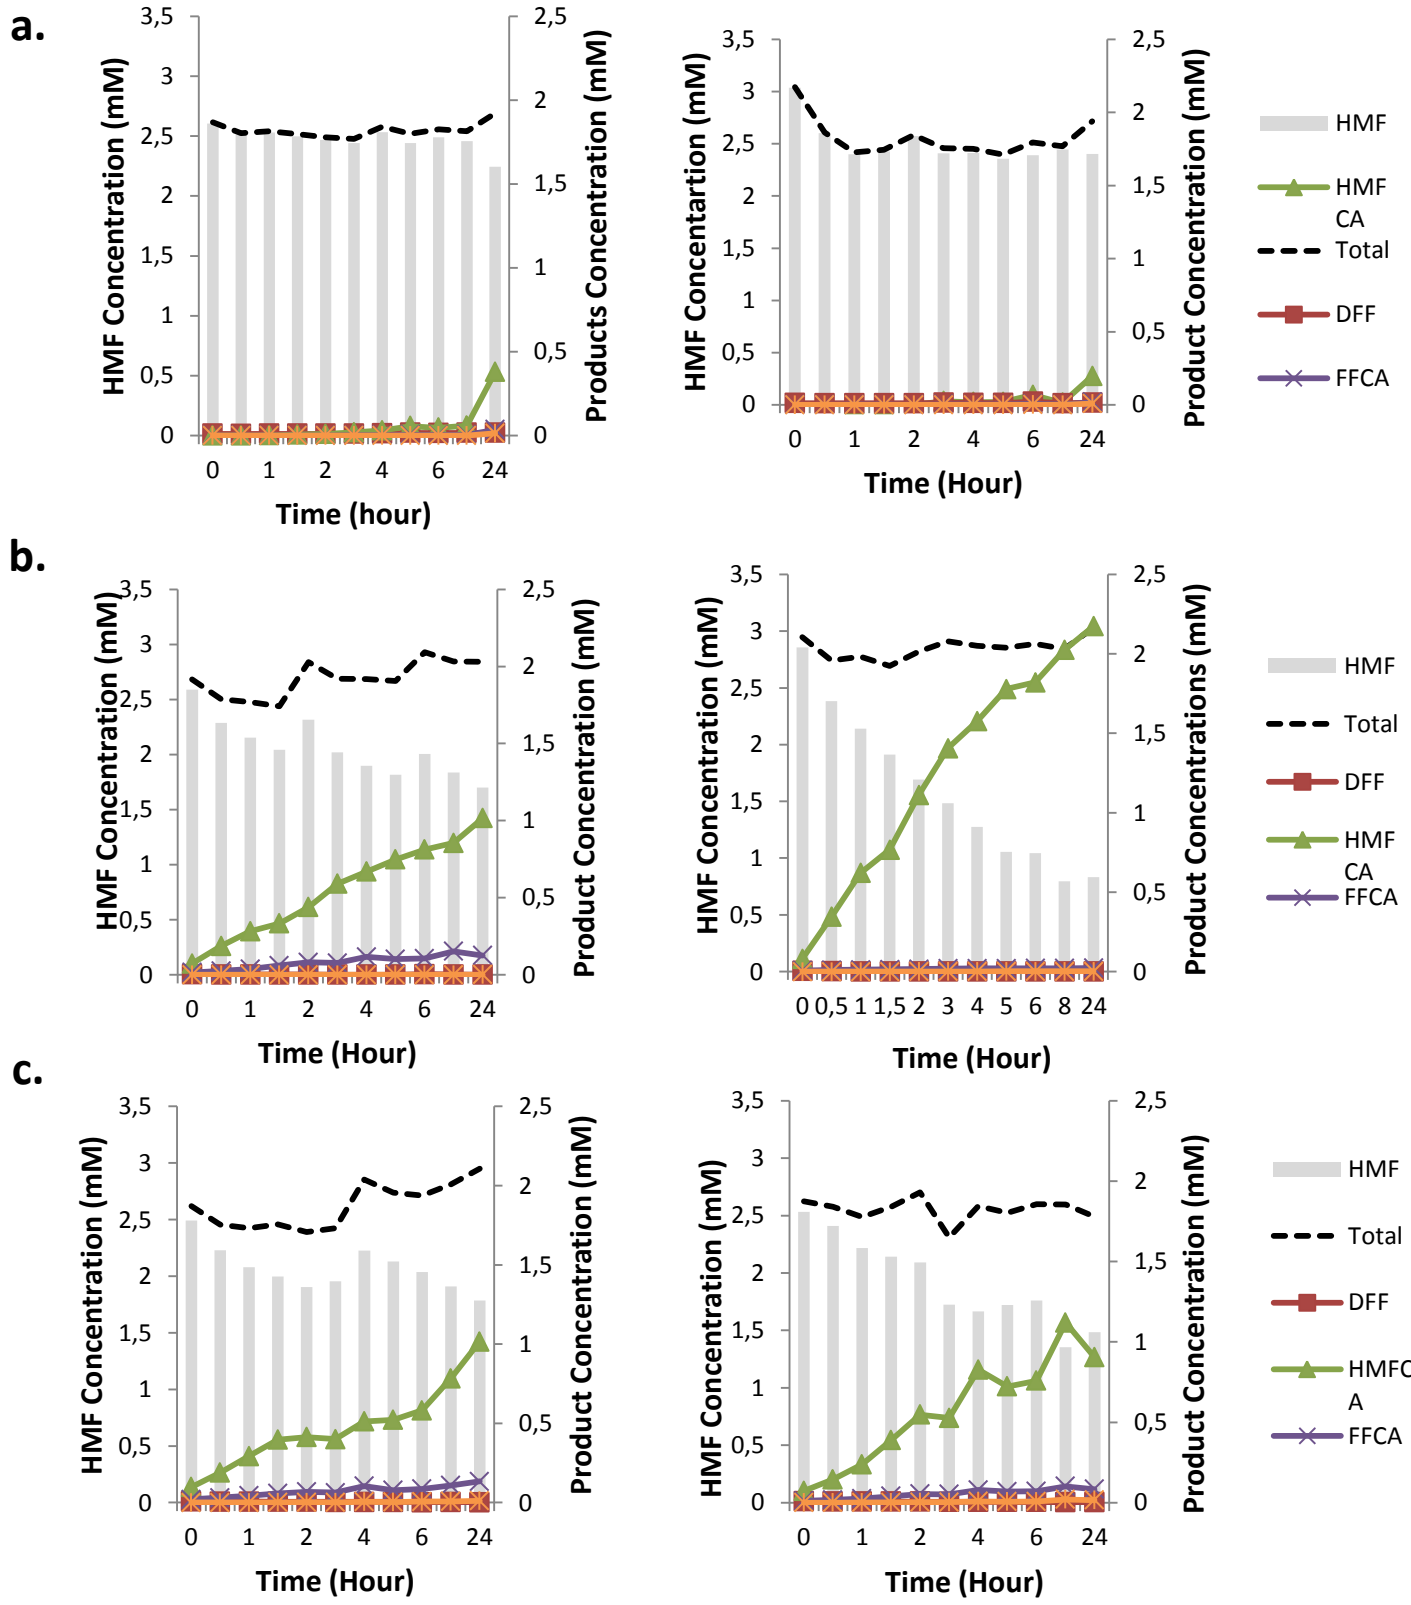 a.
HMF Concentration (mM)
3,5
3
2,5
2
1,5
1
0,5
0
2,5
2
1,5
1
0,5
0
Products Concentration (mM)
0 1 2 4 6 24
Time (hour)
HMF Concentartion (mM)
3,5
3
2,5
2
1,5
1
0,5
0
2,5
2
1,5
1
0,5
0
Product Concentration (mM)
0 1 2 4 6 24
Time (Hour)
HMF
HMF
CA
Total
DFF
FFCA
b.
HMF Concentration (mM)
3,5
3
2,5
2
1,5
1
0,5
0
2,5
2
1,5
1
0,5
0
Product Concentration (mM)
0 1 2 4 6 24
Time (Hour)
HMF Concentration (mM)
3,5
3
2,5
2
1,5
1
0,5
0
2,5
2
1,5
1
0,5
0
Product Concentrations (mM)
0 0,5 1 1,5 2 3 4 5 6 8 24
Time (Hour)
HMF
Total
DFF
HMF
CA
FFCA
c.
HMF Concentration (mM)
3,5
3
2,5
2
1,5
1
0,5
0
2,5
2
1,5
1
0,5
0
Product Concentration (mM)
0 1 2 4 6 24
Time (Hour)
HMF Concentration (mM)
3,5
3
2,5
2
1,5
1
0,5
0
2,5
2
1,5
1
0,5
0
Product Concentration (mM)
0 1 2 4 6 24
Time (Hour)
HMF
Total
DFF
HMFC
A
FFCA